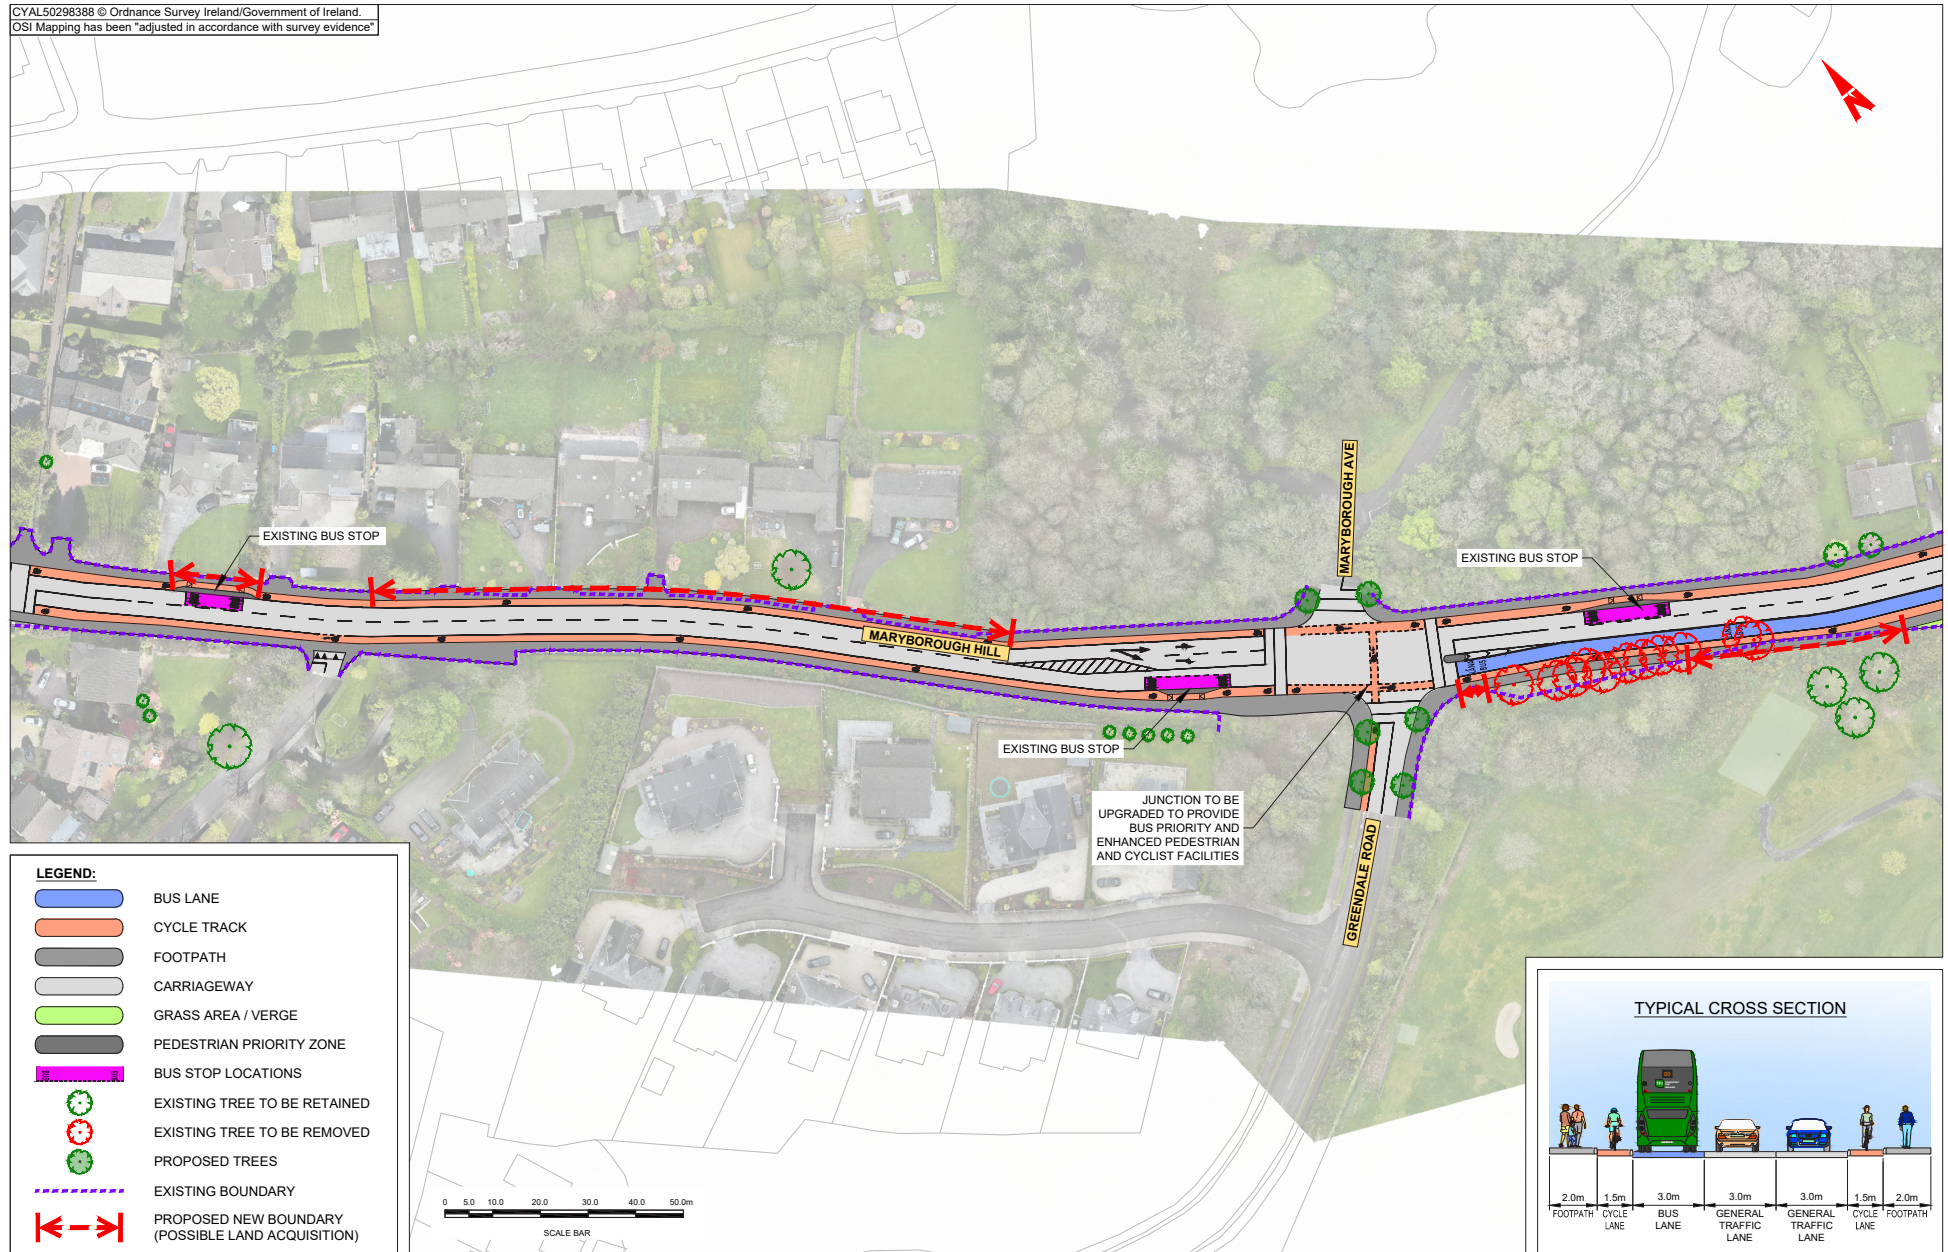 CYAL50298388 © Ordnance Survey Ireland/Government of Ireland.
OSI Mapping has been "adjusted in accordance with survey evidence"
N
EXISTING BUS STOP
MARYBOROUGH AVE
EXISTING BUS STOP
MARYBOROUGH HILL
BUS
LANE
EXISTING BUS STOP
JUNCTION TO BE
UPGRADED TO PROVIDE
BUS PRIORITY AND
ENHANCED PEDESTRIAN
AND CYCLIST FACILITIES
GREENDALE ROAD
LEGEND:
BUS LANE
CYCLE TRACK
FOOTPATH
CARRIAGEWAY
GRASS AREA / VERGE
PEDESTRIAN PRIORITY ZONE
BUS STOP LOCATIONS
EXISTING TREE TO BE RETAINED
EXISTING TREE TO BE REMOVED
PROPOSED TREES
EXISTING BOUNDARY
PROPOSED NEW BOUNDARY
(POSSIBLE LAND ACQUISITION)
0 5.0 10.0 20.0 30.0 40.0 50.0m
SCALE BAR
TYPICAL CROSS SECTION
2.0m 1.5m 3.0m 3.0m 3.0m 1.5m 2.0m
FOOTPATH CYCLE LANE BUS LANE GENERAL TRAFFIC LANE GENERAL TRAFFIC LANE CYCLE LANE FOOTPATH